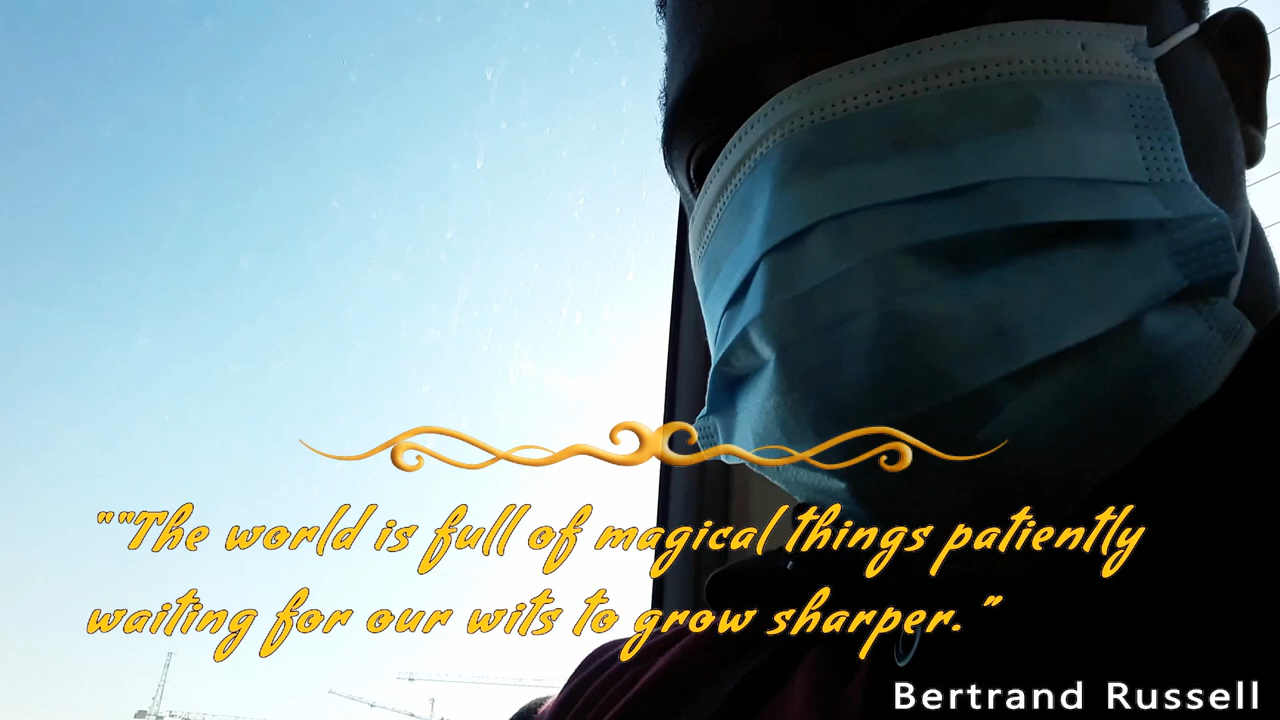 ""The world is full of magical things patiently
waiting for our wits to grow sharper."
Bertrand Russell